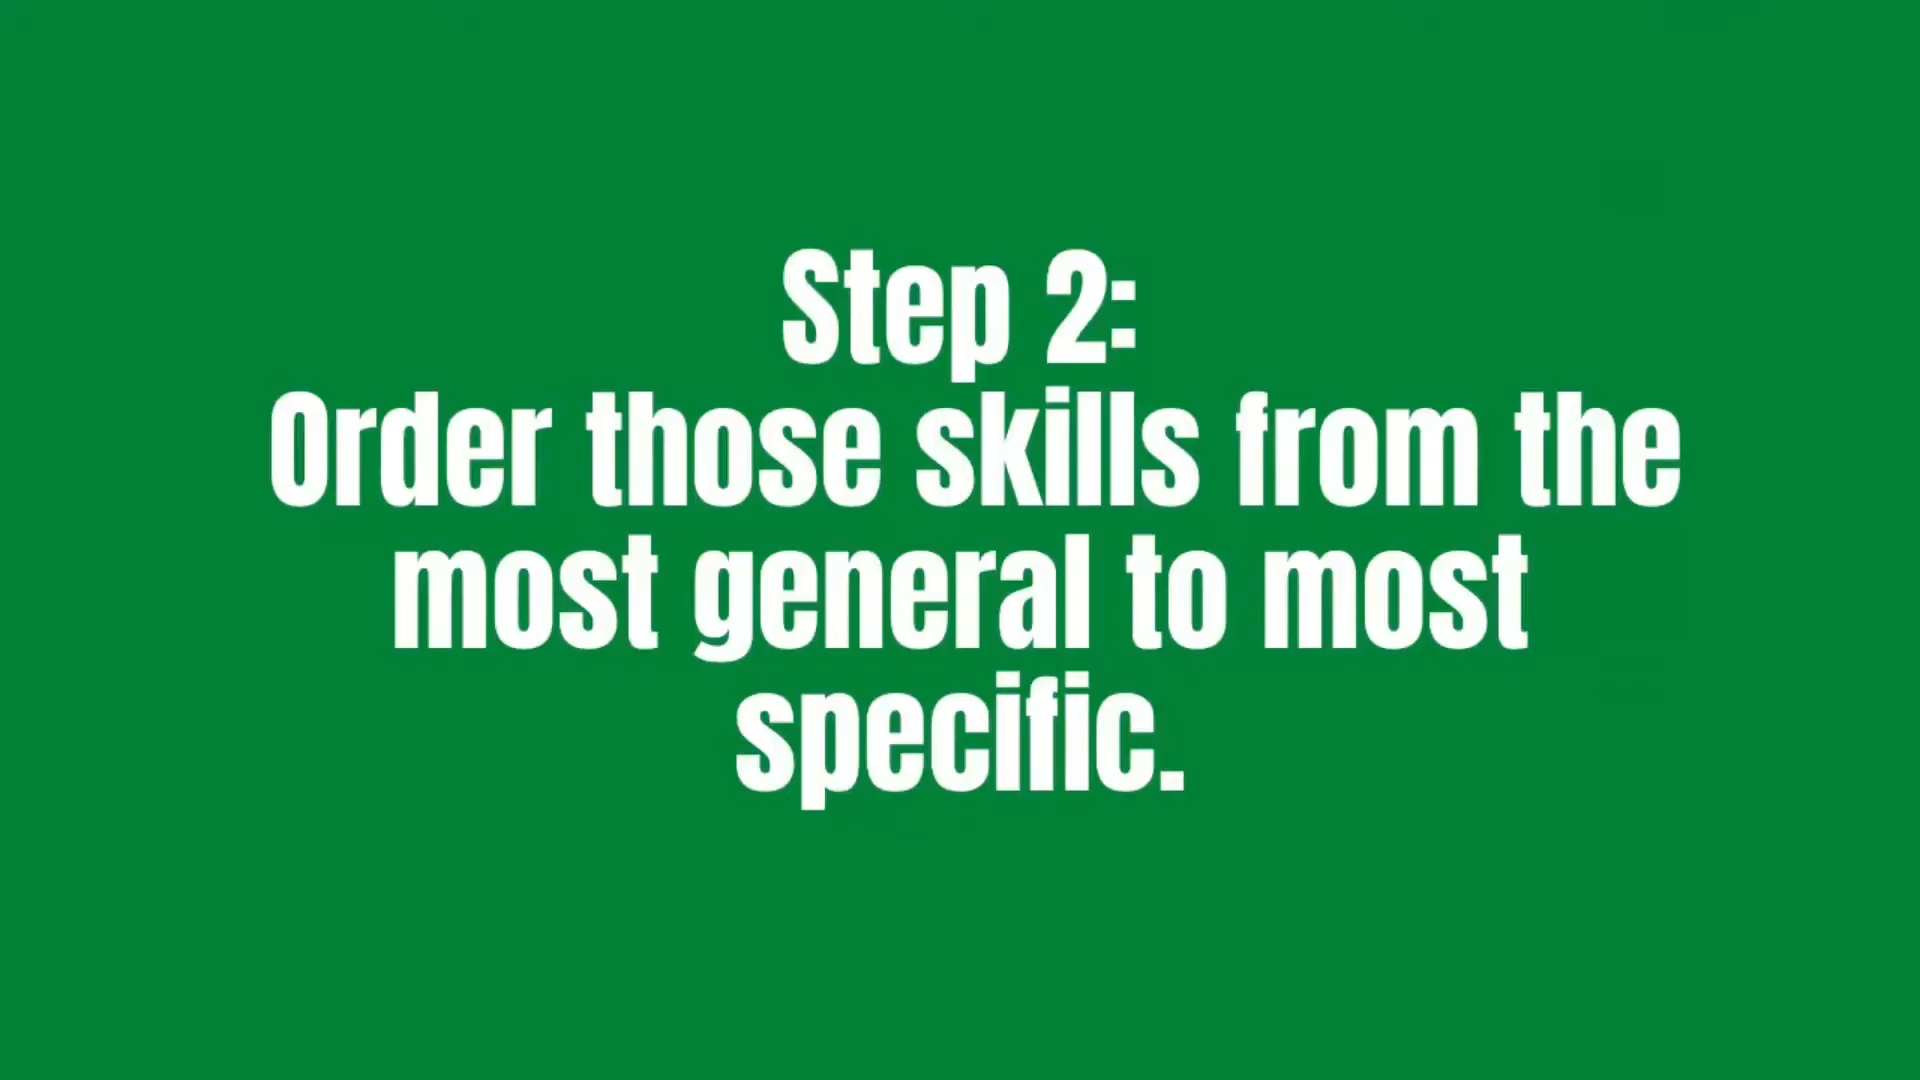 Step 2:
Order those skills from the
most general to most
specific.